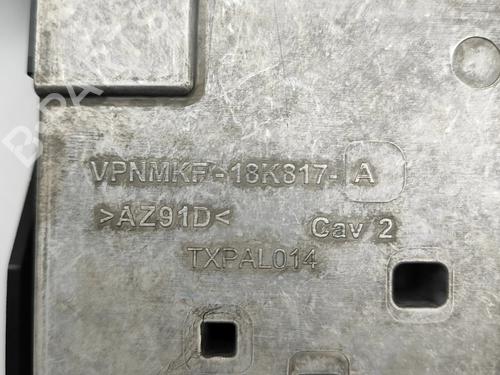 VPNMKF-18K817-A
>AZ91D< Cav 2
TXPAL014